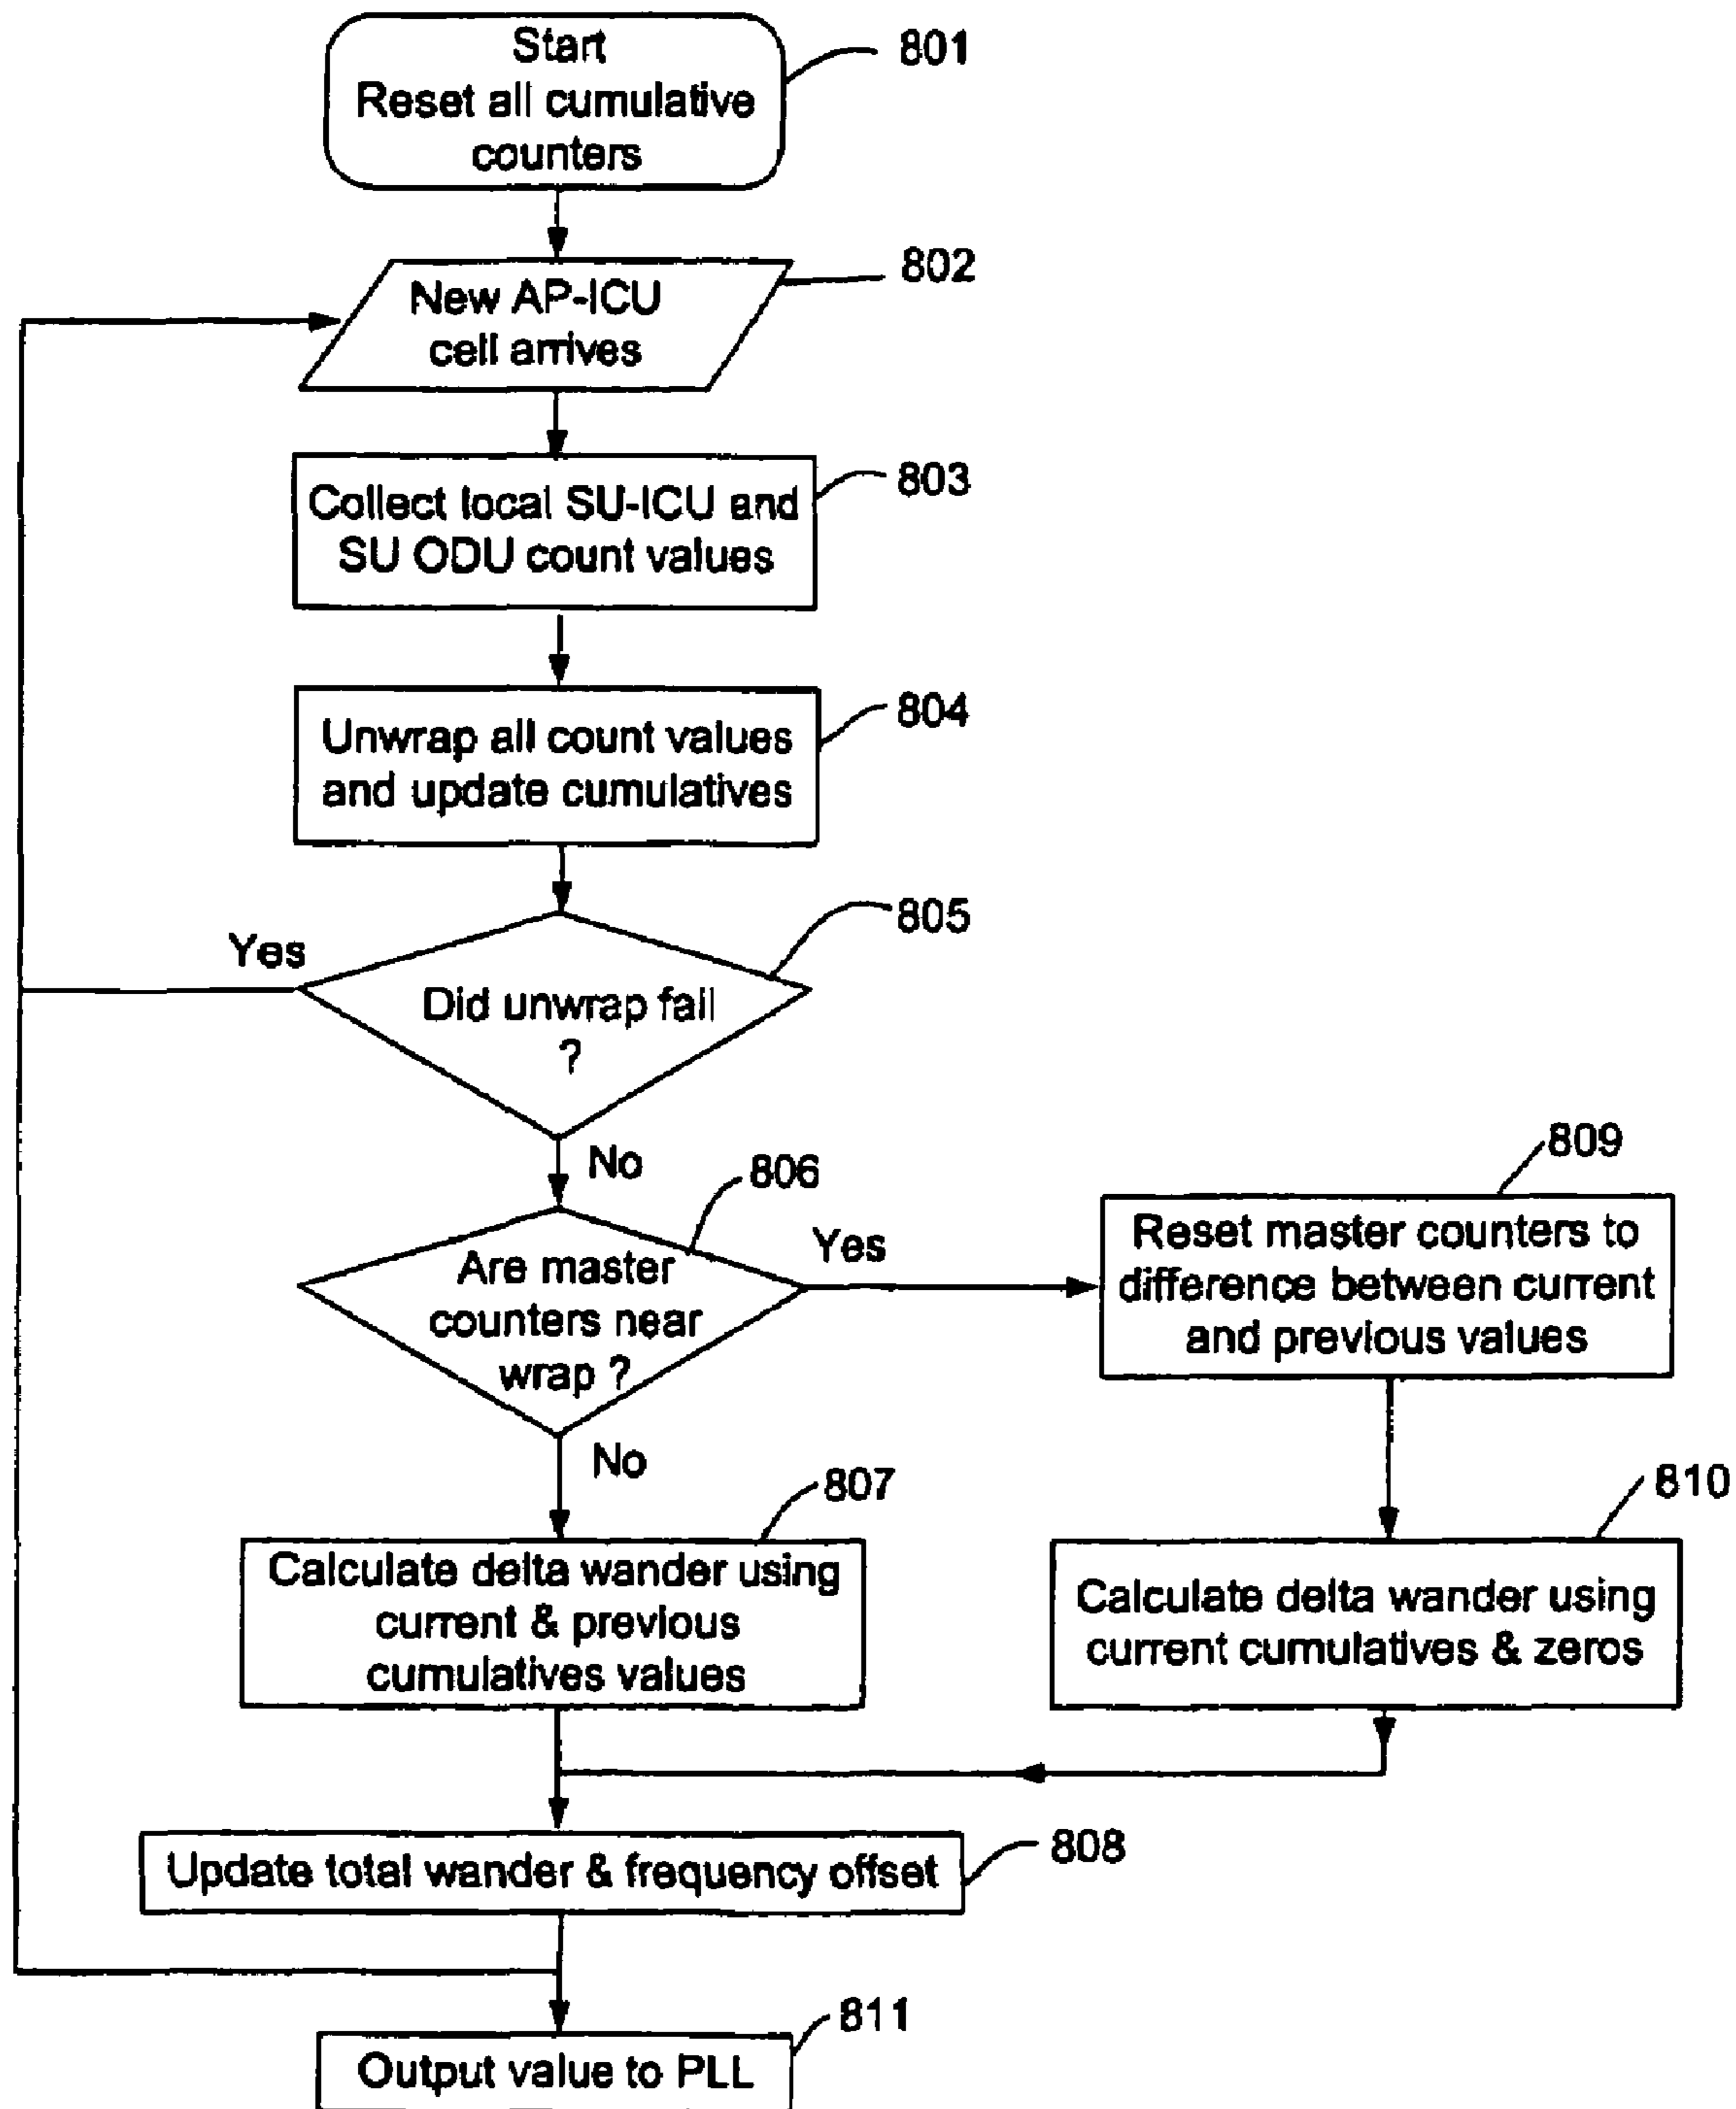 Start
Reset all cumulative
counters
801
New AP-ICU
cell arrives
802
Collect local SU-ICU and
SU ODU count values
803
Unwrap all count values
and update cumulatives
804
Did unwrap fail
?
805
Yes
No
Are master
counters near
wrap ?
806
Yes
No
Reset master counters to
difference between current
and previous values
809
Calculate delta wander using
current & previous
cumulatives values
807
Calculate delta wander using
current cumulatives & zeros
810
Update total wander & frequency offset
808
Output value to PLL
811